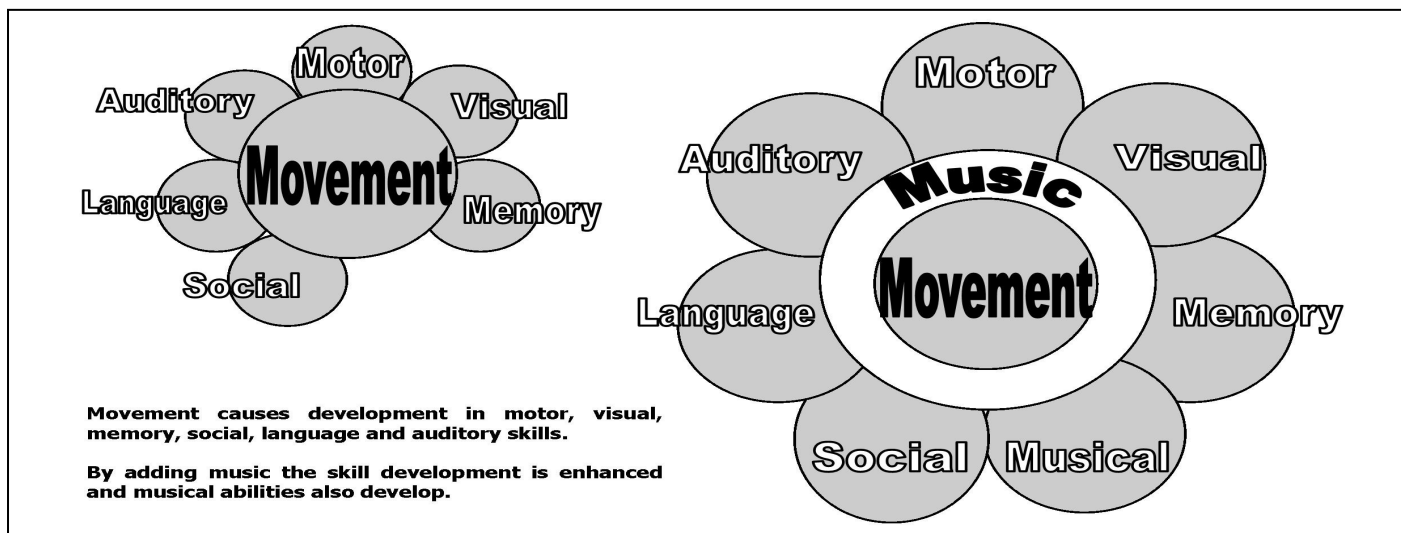 Motor
Auditory
Visual
Movement
Language
Memory
Social
Movement causes development in motor, visual,
memory, social, language and auditory skills.
By adding music the skill development is enhanced
and musical abilities also develop.
Motor
Auditory
Visual
Music
Movement
Language
Memory
Social
Musical